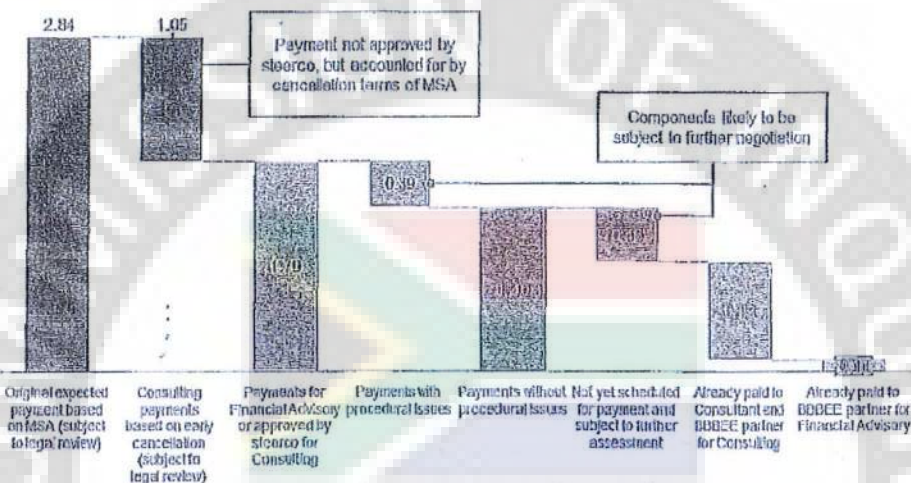 2.84
1.05
Payment not approved by
steerco, but accounted for by
cancellation terms of MSA
Components likely to be
subject to further negotiation
Original expected
payment based
on MSA (subject
to legal review)
Consulting
payments
based on early
cancellation
(subject to
legal review)
Payments for
Financial Advisory
or approved by
steerco for
Consulting
Payments with
procedural issues
Payments without
procedural issues
Not yet scheduled
for payment and
subject to further
assessment
Already paid to
Consultant and
BBBEE partner
for Consulting
Already paid to
BBBEE partner for
Financial Advisory